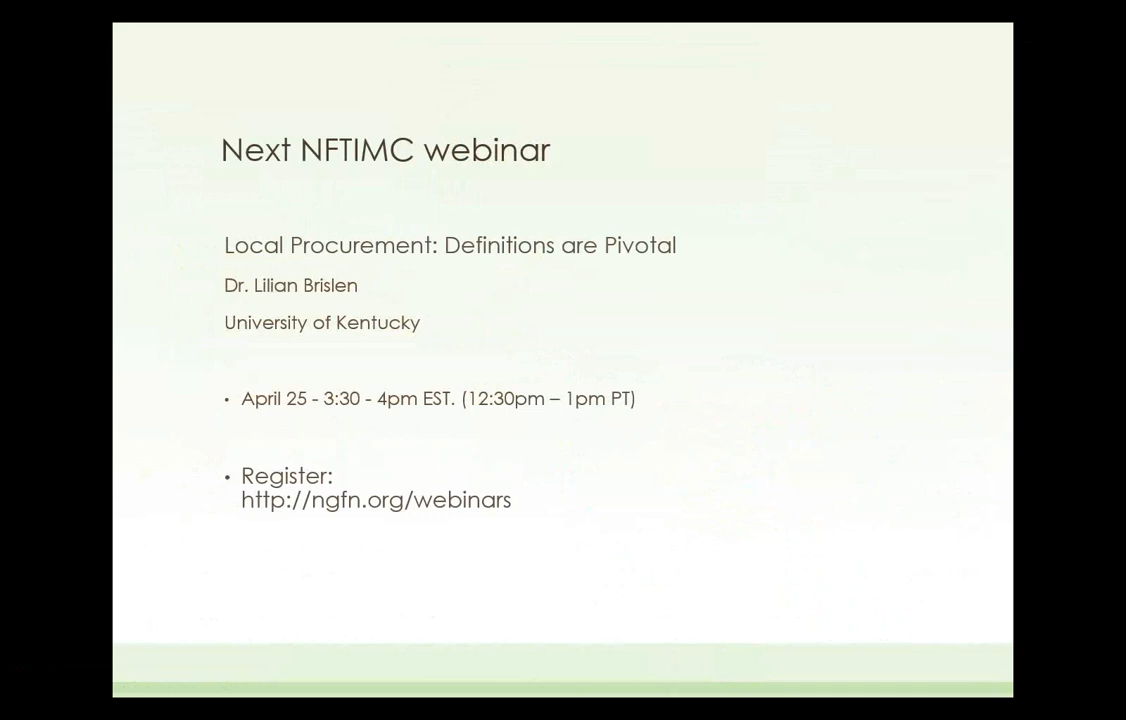 Next NFTIMC webinar
Local Procurement: Definitions are Pivotal
Dr. Lilian Brislen
University of Kentucky
• April 25 - 3:30 - 4pm EST. (12:30pm – 1pm PT)
• Register:
http://ngfn.org/webinars